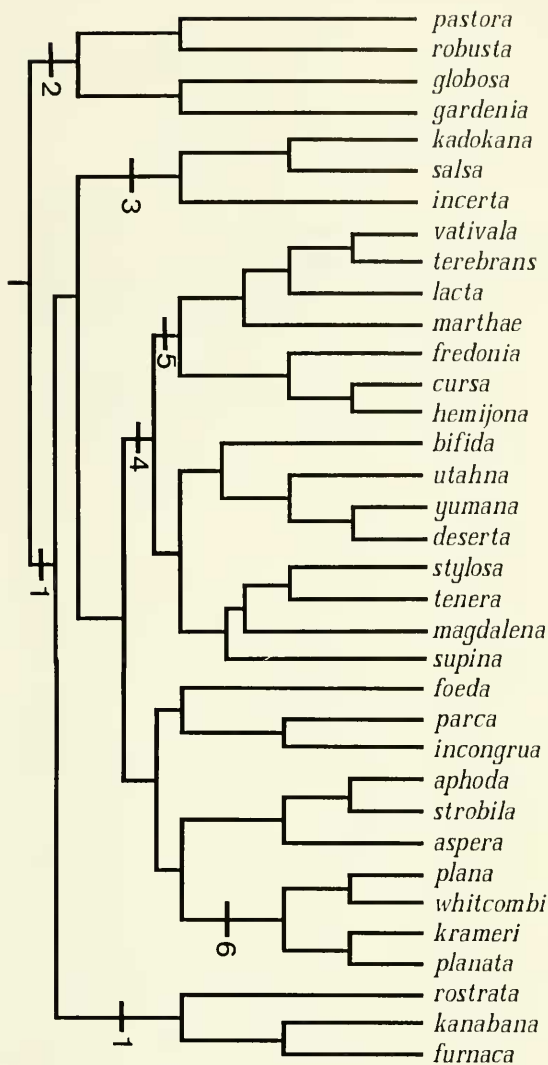 pastora
robusta
2
globosa
gardenia
kadokana
salsa
3
incerta
vativala
terebrans
lacta
marthae
5
fredonia
cursa
hemijona
4
bifida
utahna
yumana
deserta
1
stylosa
tenera
magdalena
supina
foeda
parca
incongrua
aphoda
strobila
aspera
plana
whitcombi
6
krameri
planata
rostrata
1
kanabana
furnaca